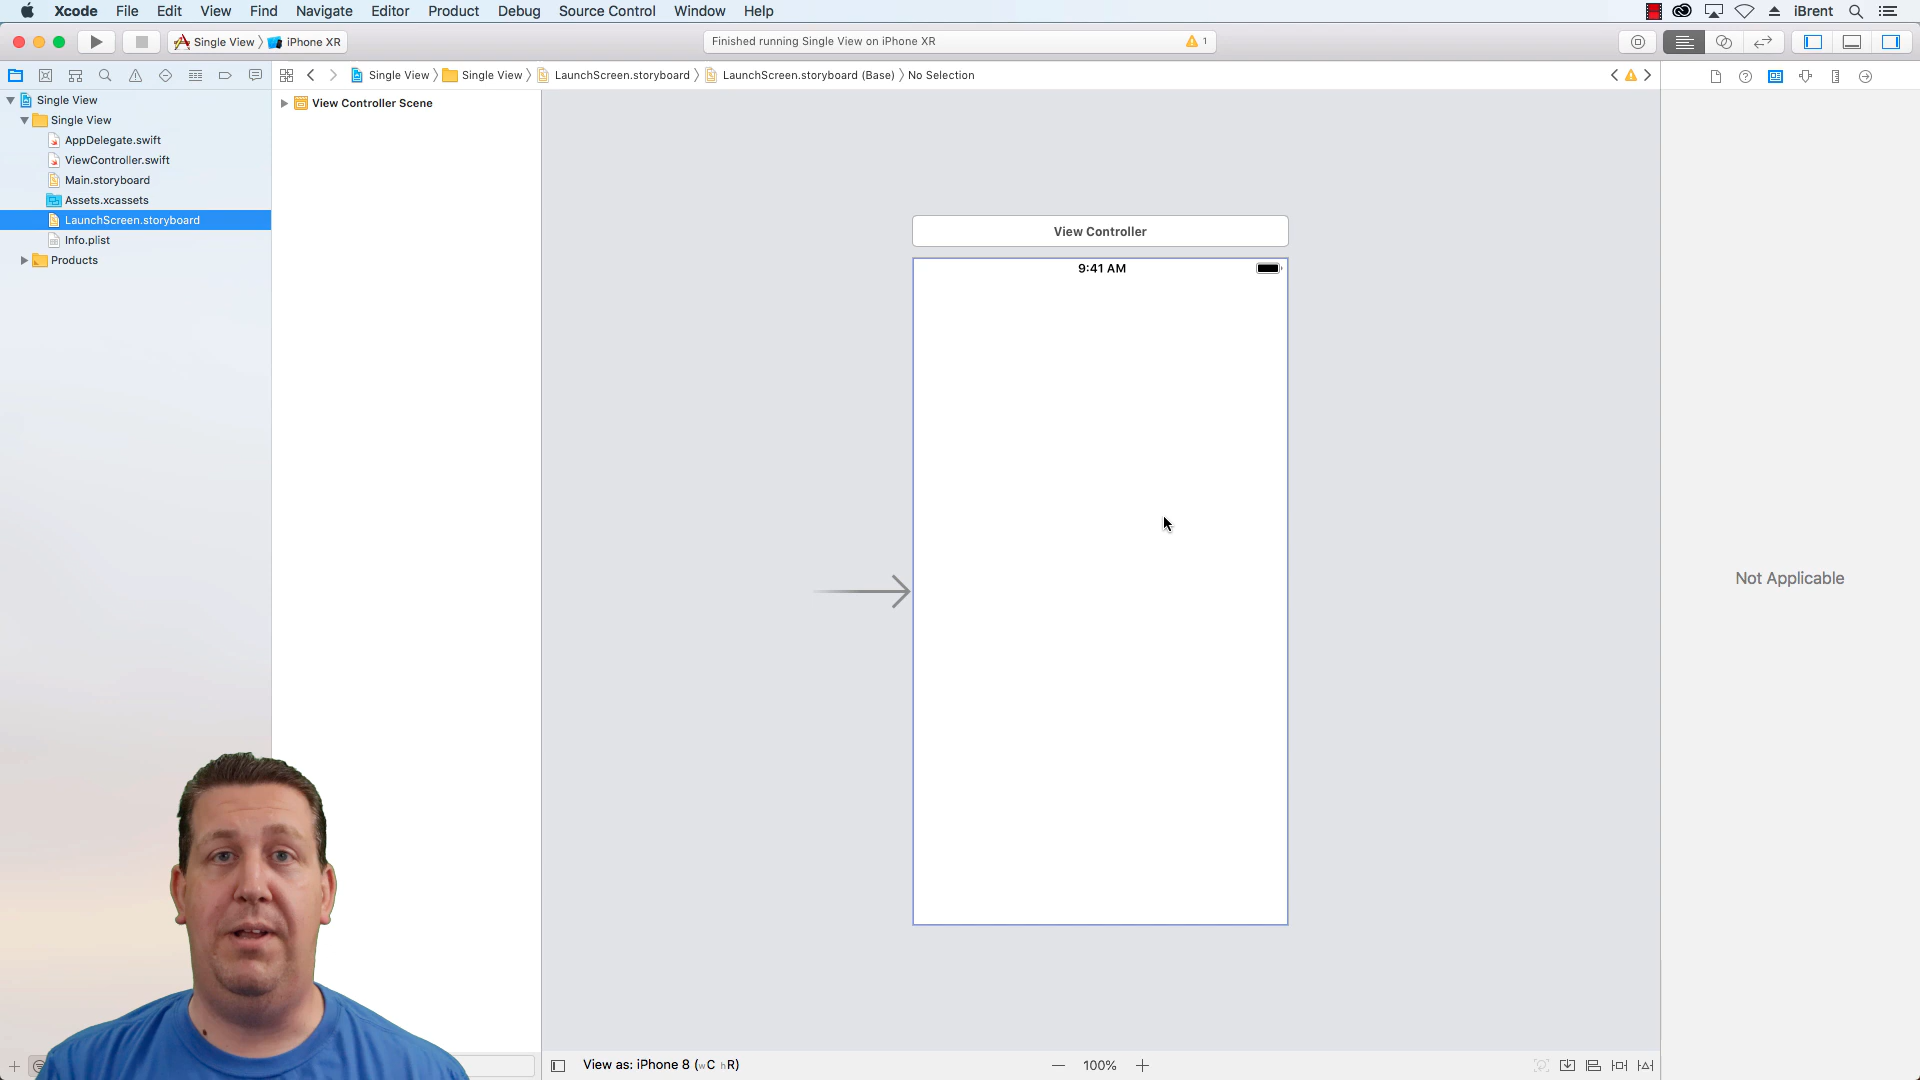 Xcode File Edit View Find Navigate Editor Product Debug Source Control Window Help iBrent
Single View iPhone XR Finished running Single View on iPhone XR 1
Single View Single View LaunchScreen.storyboard LaunchScreen.storyboard (Base) No Selection
Single View
Single View
AppDelegate.swift
ViewController.swift
Main.storyboard
Assets.xcassets
LaunchScreen.storyboard
Info.plist
Products
View Controller Scene
View Controller
9:41 AM
Not Applicable
View as: iPhone 8 (wC hR) 100%